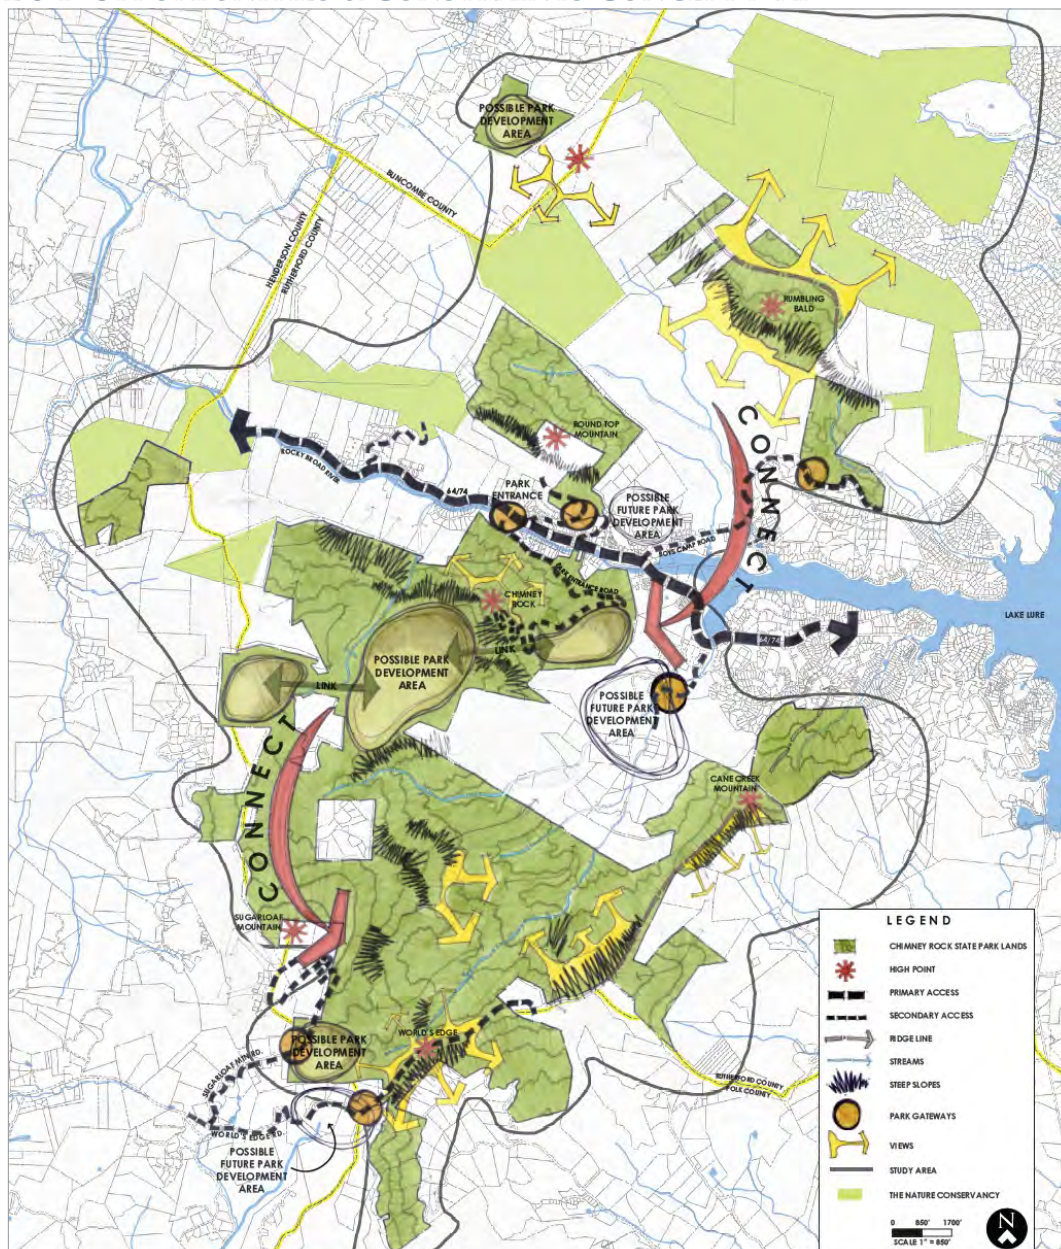 POSSIBLE PARK
DEVELOPMENT
AREA
BUNCOMBE COUNTY
HENDERSON COUNTY
RUTHERFORD COUNTY
RUMBLING
BALD
ROUND TOP
MOUNTAIN
CONNECT
ROCKY BROAD RIVER
64/74
PARK
ENTRANCE
POSSIBLE
FUTURE PARK
DEVELOPMENT
AREA
BOYS CAMP ROAD
PARK ENTRANCE ROAD
CHIMNEY
ROCK
LAKE LURE
64/74
LINK
POSSIBLE PARK
DEVELOPMENT
AREA
LINK
POSSIBLE
FUTURE PARK
DEVELOPMENT
AREA
CONNECT
CANE CREEK
MOUNTAIN
SUGARLOAF
MOUNTAIN
WORLD'S EDGE
POSSIBLE PARK
DEVELOPMENT
AREA
SUGARLOAF MTN RD.
WORLD'S EDGE RD.
POSSIBLE
FUTURE PARK
DEVELOPMENT
AREA
RUTHERFORD COUNTY
POLK COUNTY
LEGEND
CHIMNEY ROCK STATE PARK LANDS
HIGH POINT
PRIMARY ACCESS
SECONDARY ACCESS
RIDGE LINE
STREAMS
STEEP SLOPES
PARK GATEWAYS
VIEWS
STUDY AREA
THE NATURE CONSERVANCY
0 850' 1700'
SCALE 1" = 850'
N